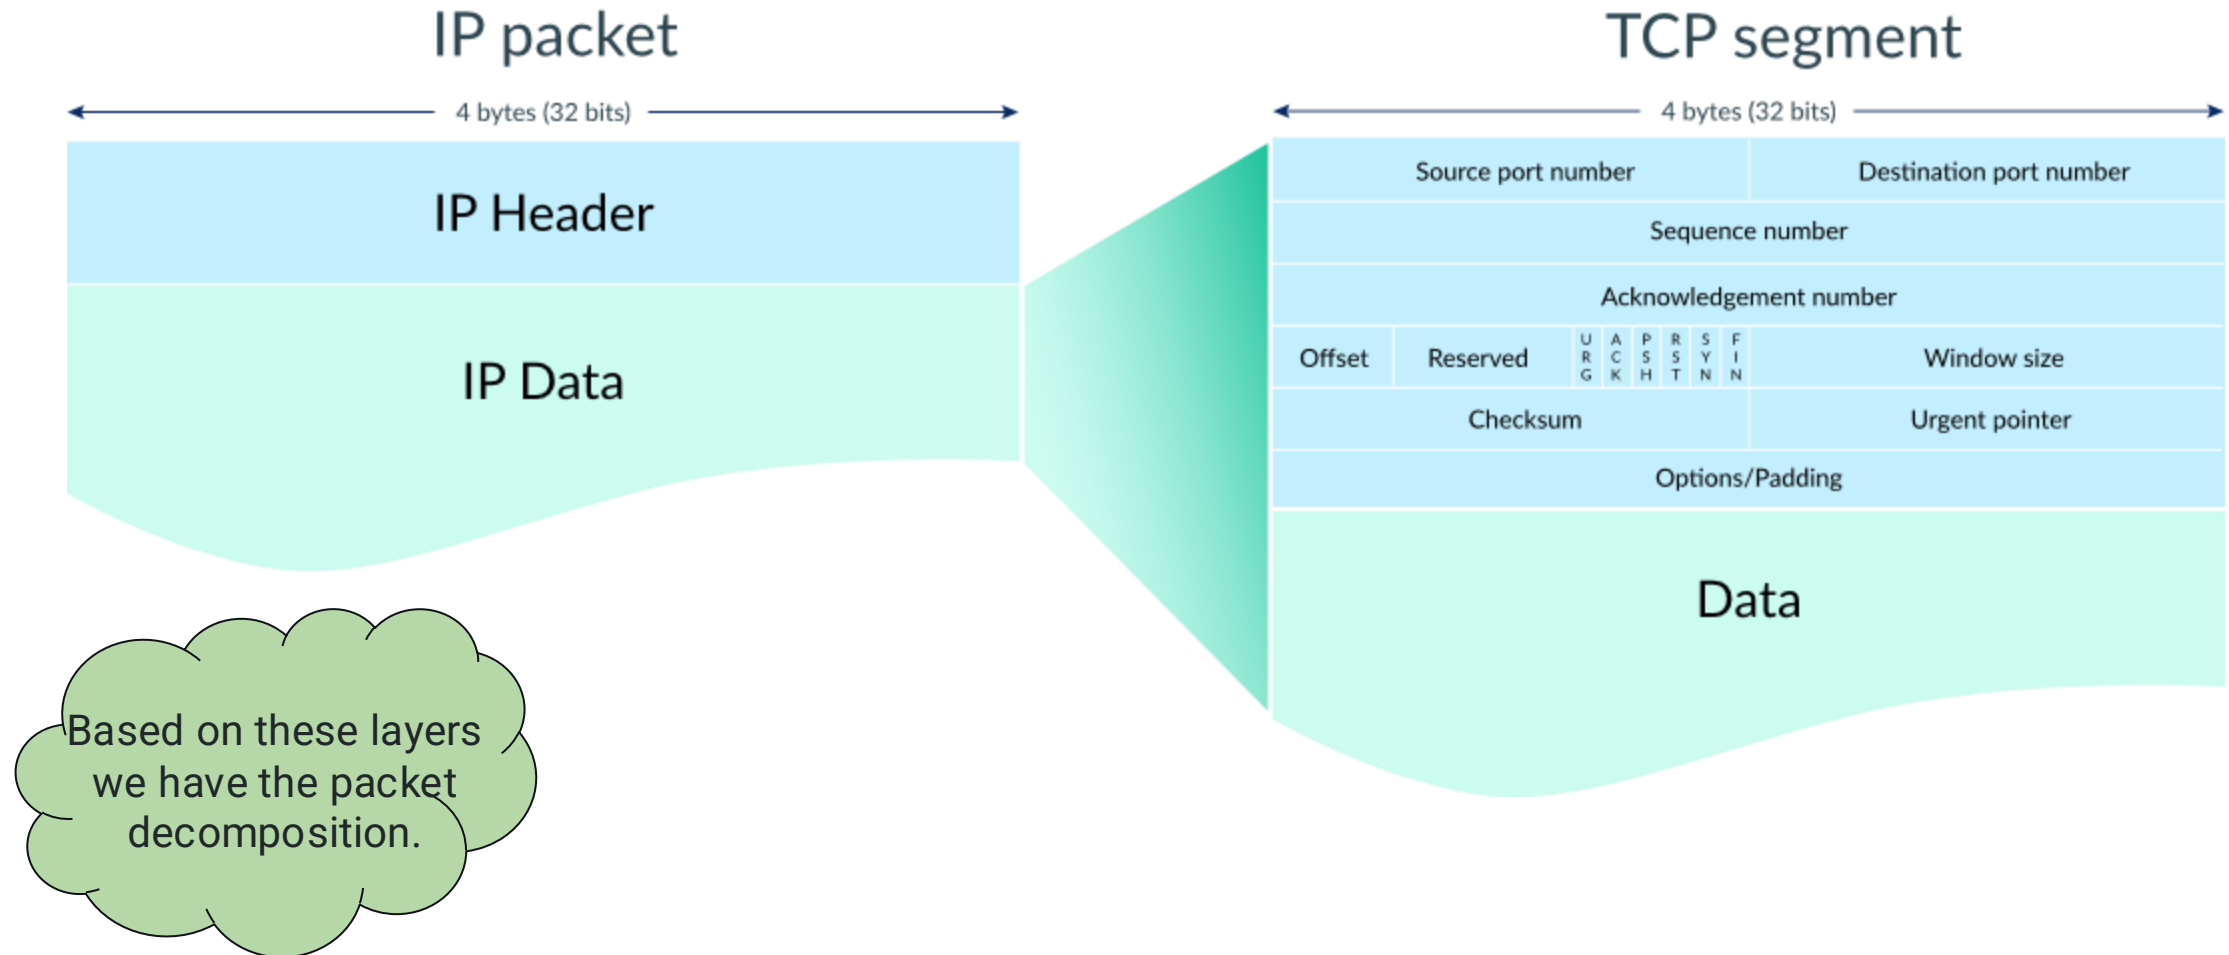 IP packet
4 bytes (32 bits)
IP Header
IP Data
TCP segment
4 bytes (32 bits)
Source port number Destination port number
Sequence number
Acknowledgement number
Offset Reserved URG ACK PSH RST SYN FIN Window size
Checksum Urgent pointer
Options/Padding
Data
Based on these layers
we have the packet
decomposition.